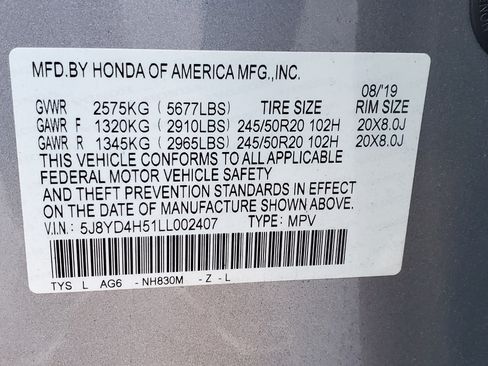 MFD.BY HONDA OF AMERICA MFG.,INC.
08/'19
GVWR 2575KG (5677LBS) TIRE SIZE RIM SIZE
GAWR F 1320KG (2910LBS) 245/50R20 102H 20X8.0J
GAWR R 1345KG (2965LBS) 245/50R20 102H 20X8.0J
THIS VEHICLE CONFORMS TO ALL APPLICABLE
FEDERAL MOTOR VEHICLE SAFETY
AND THEFT PREVENTION STANDARDS IN EFFECT
ON THE DATE OF MANUFACTURE SHOWN ABOVE.
V.I.N.: 5J8YD4H51LL002407 TYPE: MPV
TYS L AG6 -NH830M -Z -L